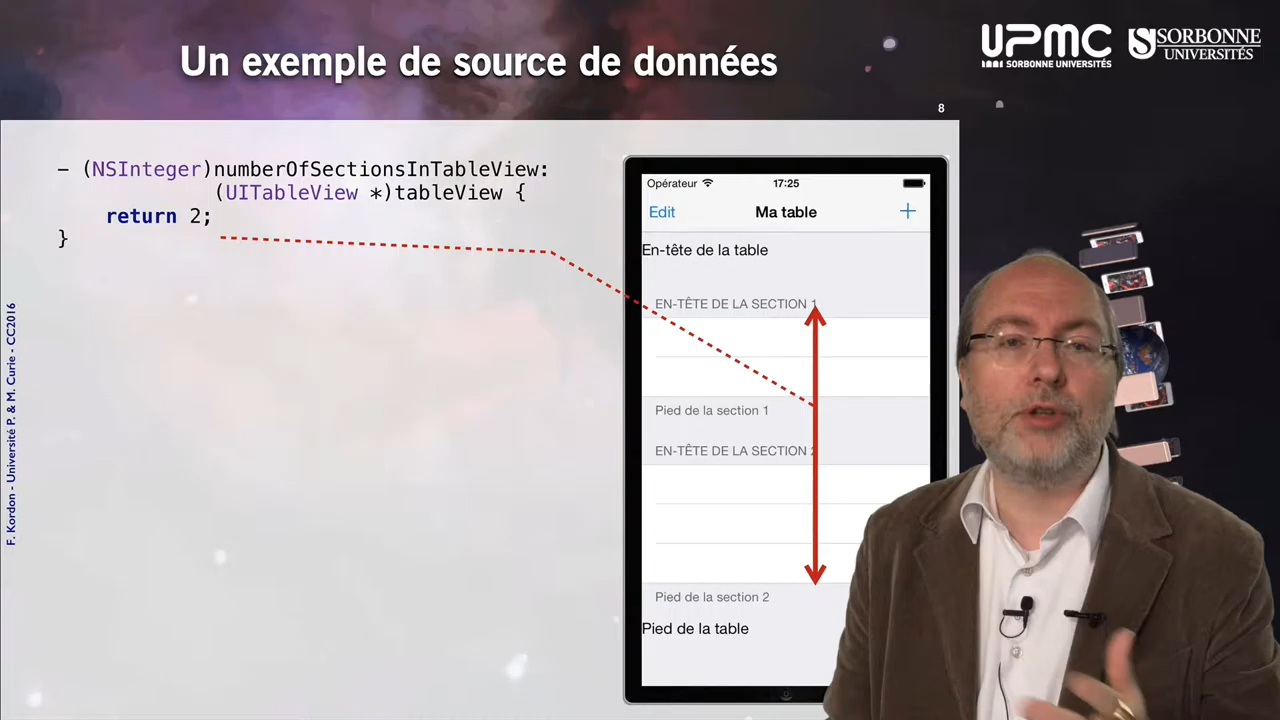 Un exemple de source de données
UPMC
SORBONNE UNIVERSITÉS
SORBONNE
UNIVERSITÉS
8
- (NSInteger)numberOfSectionsInTableView:
(UITableView *)tableView {
return 2;
}
F. Kordon - Université P. & M. Curie - CC2016
Opérateur 17:25
Edit Ma table +
En-tête de la table
EN-TÊTE DE LA SECTION 1
Pied de la section 1
EN-TÊTE DE LA SECTION 2
Pied de la section 2
Pied de la table